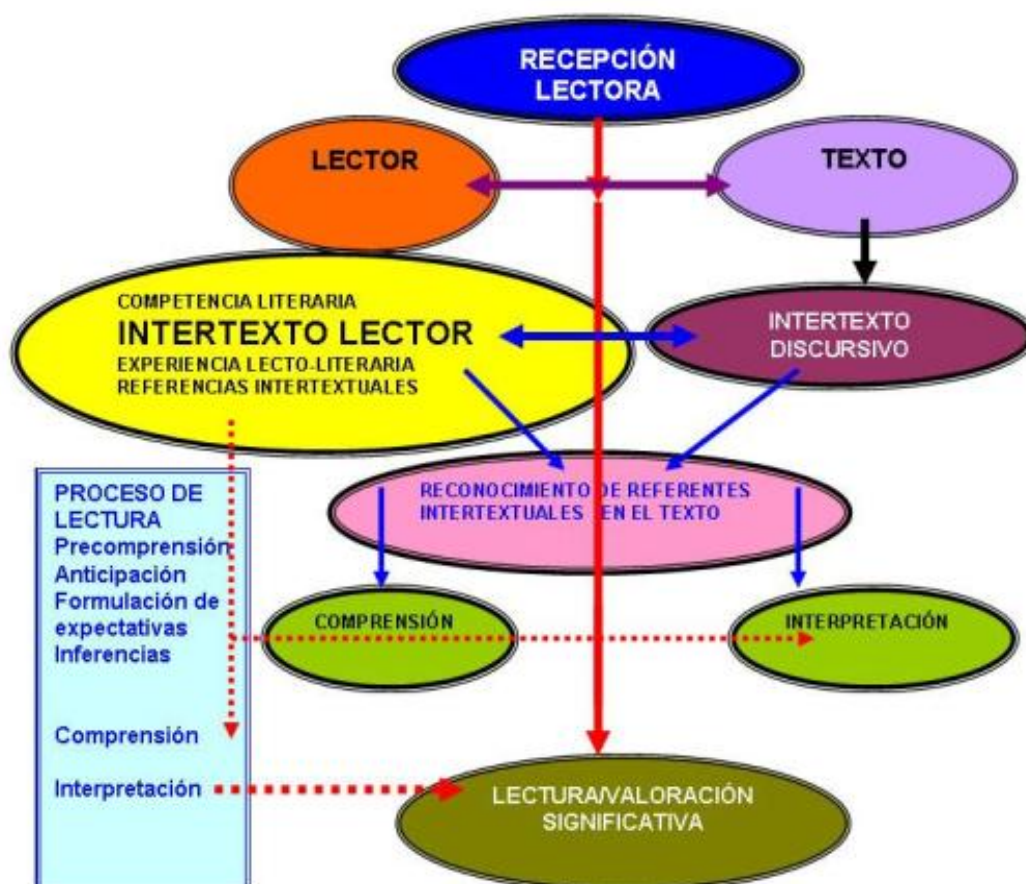 RECEPCIÓN
LECTORA
LECTOR
TEXTO
COMPETENCIA LITERARIA
INTERTEXTO LECTOR
EXPERIENCIA LECTO-LITERARIA
REFERENCIAS INTERTEXTUALES
INTERTEXTO
DISCURSIVO
RECONOCIMIENTO DE REFERENTES
INTERTEXTUALES EN EL TEXTO
PROCESO DE
LECTURA
Precomprensión
Anticipación
Formulación de
expectativas
Inferencias
Comprensión
Interpretación
COMPRENSIÓN
INTERPRETACIÓN
LECTURA/VALORACIÓN
SIGNIFICATIVA